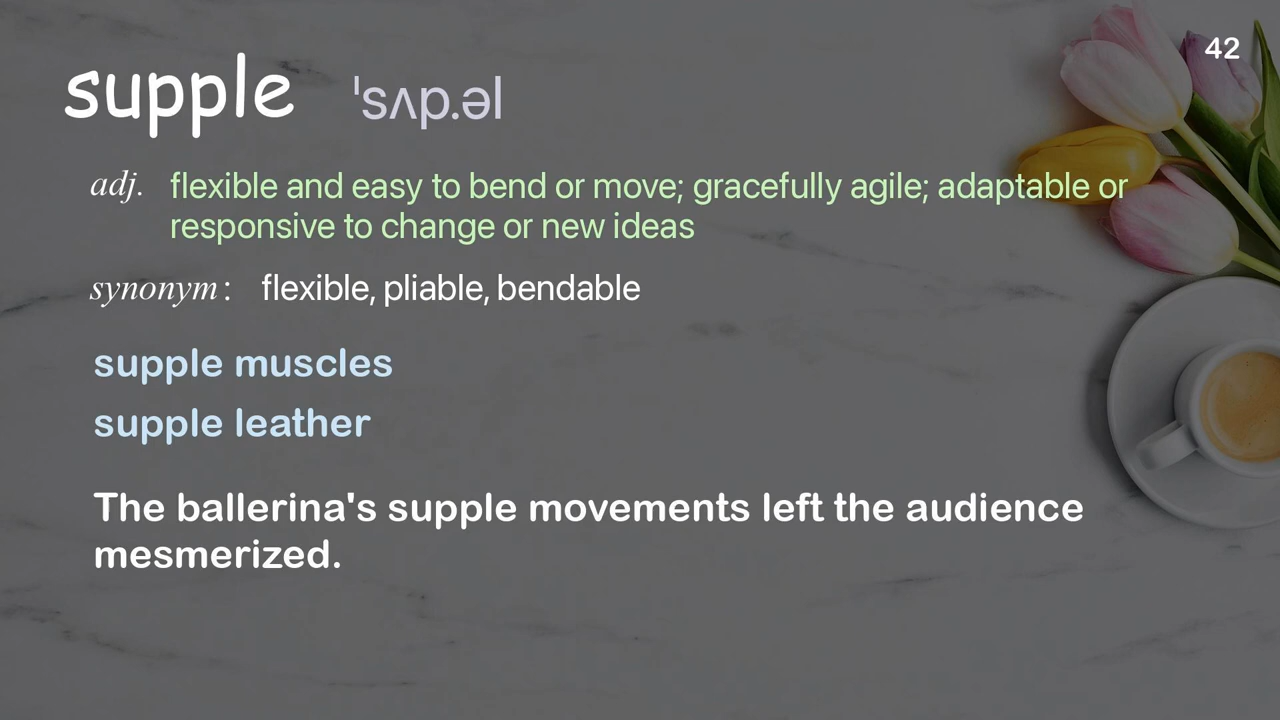 42
supple ˈsʌp.əl
adj. flexible and easy to bend or move; gracefully agile; adaptable or
responsive to change or new ideas
synonym : flexible, pliable, bendable
supple muscles
supple leather
The ballerina's supple movements left the audience
mesmerized.